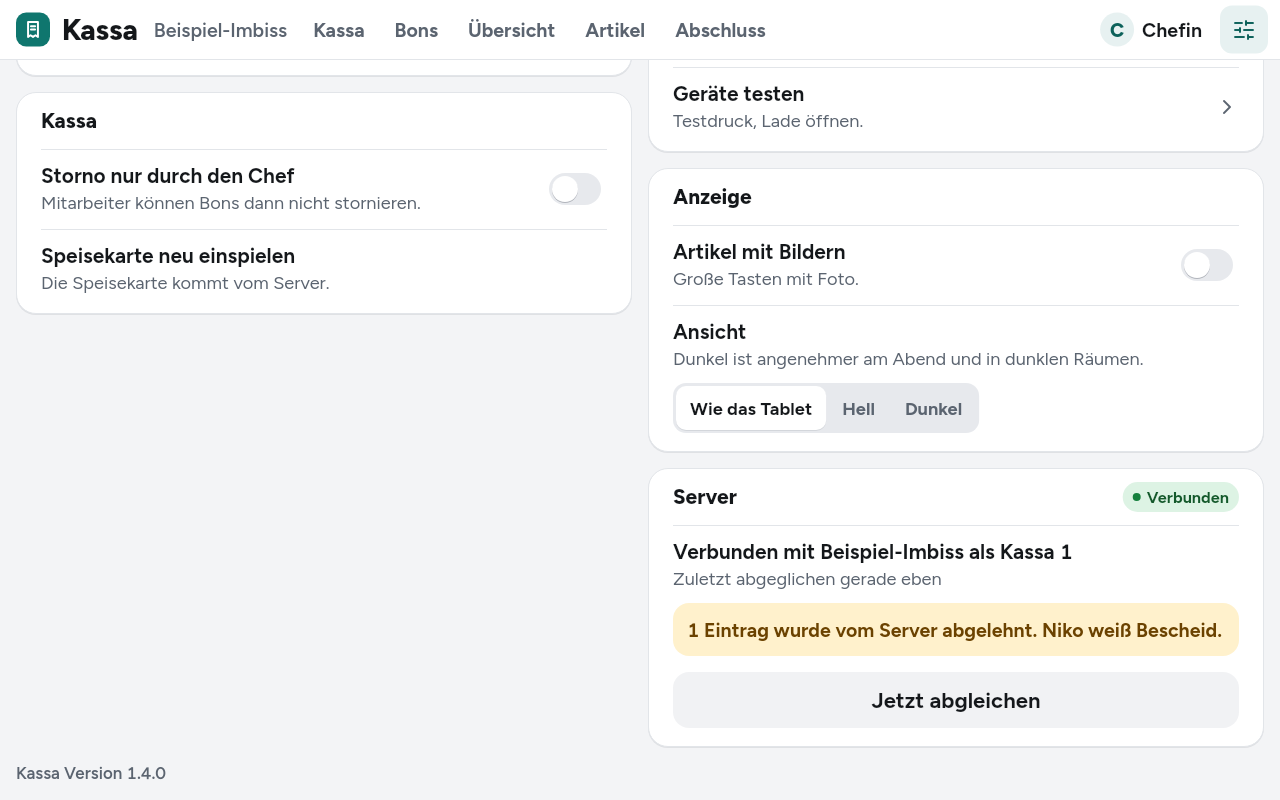 Kassa
Beispiel-Imbiss
Kassa
Bons
Übersicht
Artikel
Abschluss
C
Chefin
Kassa
Storno nur durch den Chef
Mitarbeiter können Bons dann nicht stornieren.
Speisekarte neu einspielen
Die Speisekarte kommt vom Server.
Geräte testen
Testdruck, Lade öffnen.
Anzeige
Artikel mit Bildern
Große Tasten mit Foto.
Ansicht
Dunkel ist angenehmer am Abend und in dunklen Räumen.
Wie das Tablet
Hell
Dunkel
Server
Verbunden
Verbunden mit Beispiel-Imbiss als Kassa 1
Zuletzt abgeglichen gerade eben
1 Eintrag wurde vom Server abgelehnt. Niko weiß Bescheid.
Jetzt abgleichen
Kassa Version 1.4.0